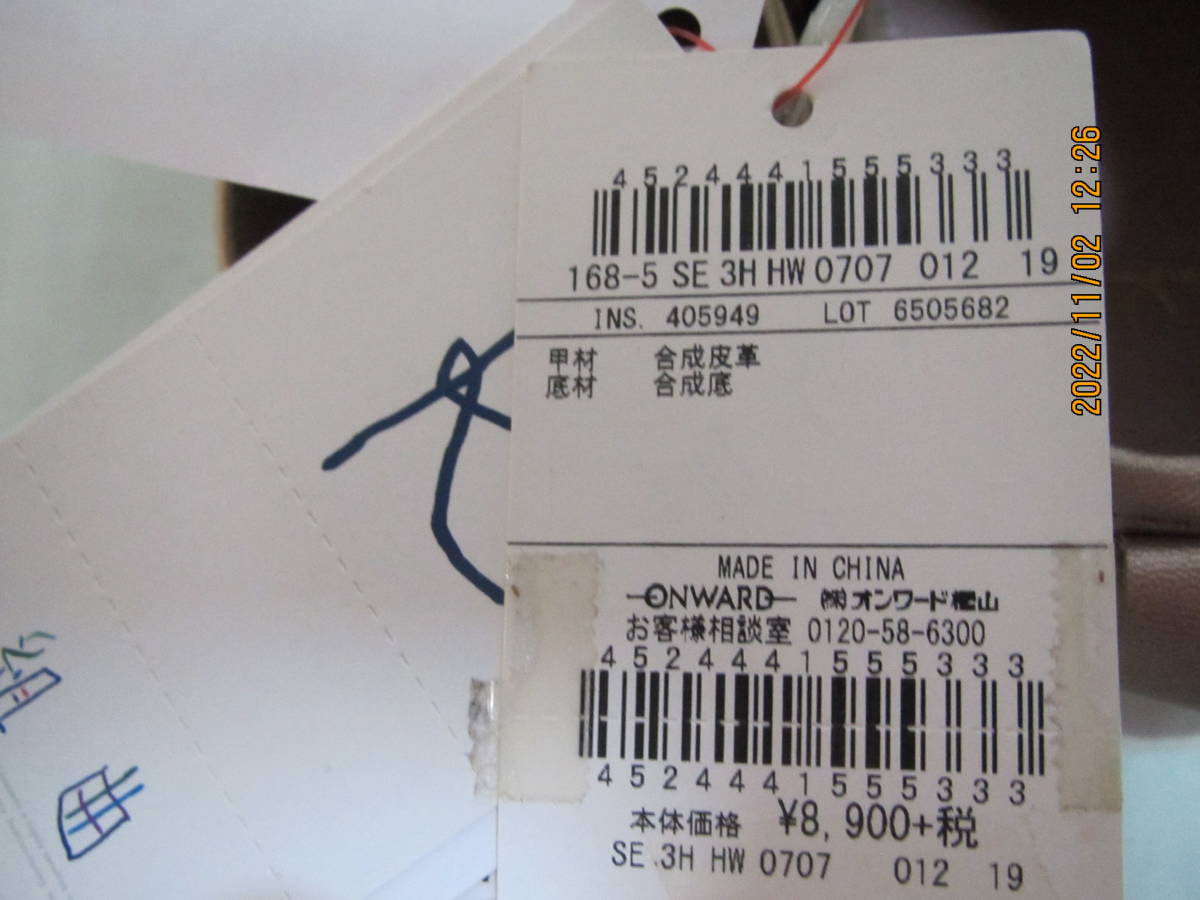 4524441555333
168-5 SE 3H HW 0707 012 19
INS. 405949 LOT 6505682
甲材 合成皮革
底材 合成底
MADE IN CHINA
ONWARD ㈱オンワード樫山
お客様相談室 0120-58-6300
4524441555333
4524441555333
本体価格 ¥8,900+税
SE 3H HW 0707 012 19
2022/11/02 12:26